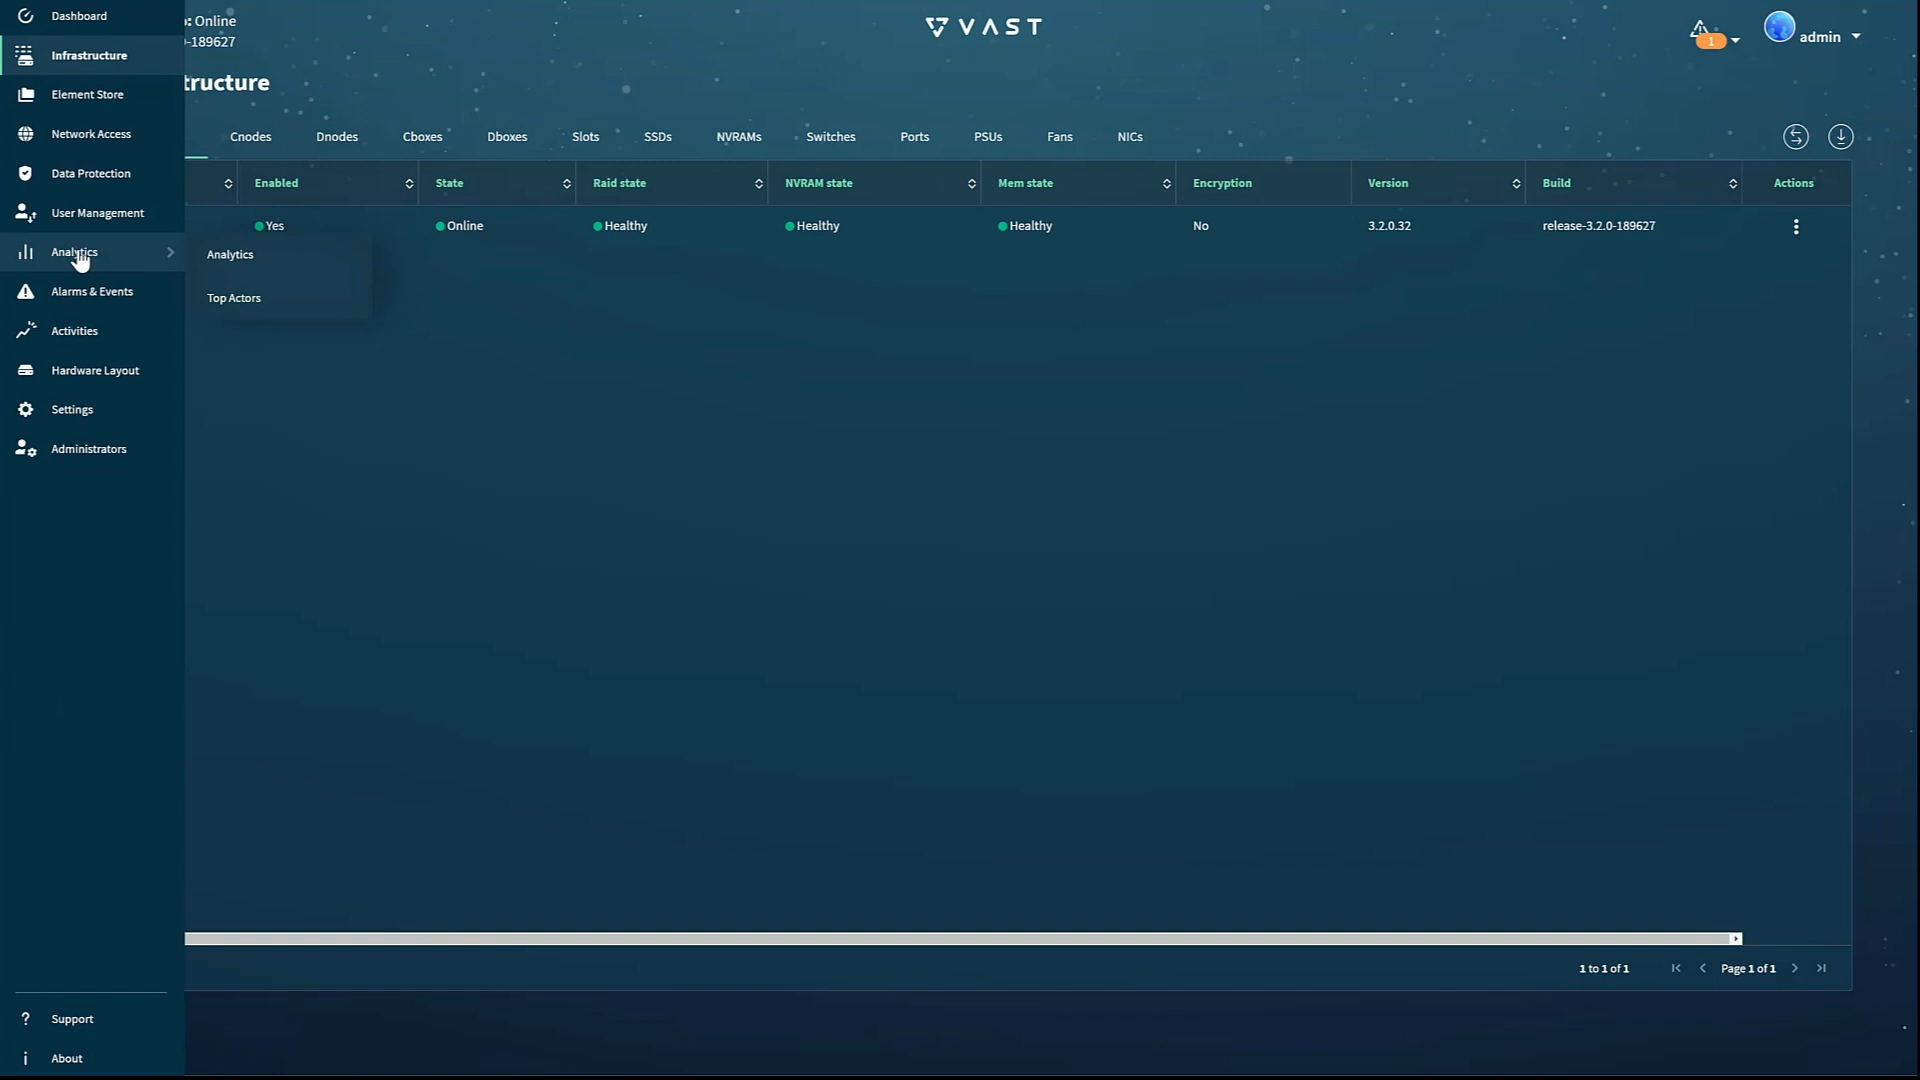 Dashboard
Infrastructure
Element Store
Network Access
Data Protection
User Management
Analytics
Alarms & Events
Activities
Hardware Layout
Settings
Administrators
Support
About
Analytics
Top Actors
: Online
-189627
VAST
1
admin
tructure
Cnodes Dnodes Cboxes Dboxes Slots SSDs NVRAMs Switches Ports PSUs Fans NICs
Enabled State Raid state NVRAM state Mem state Encryption Version Build Actions
Yes Online Healthy Healthy Healthy No 3.2.0.32 release-3.2.0-189627
1 to 1 of 1 Page 1 of 1